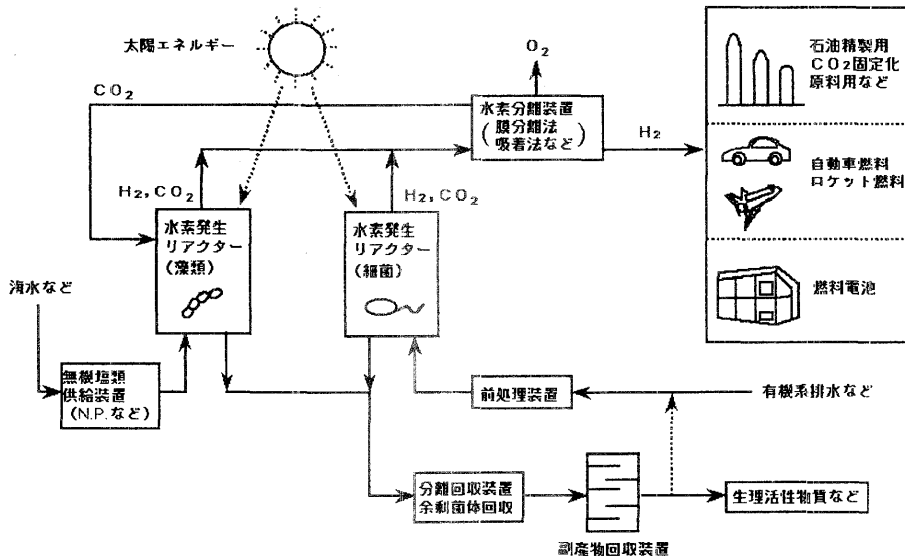 太陽エネルギー
O2
CO2
水素分離装置
(膜分離法
吸着法など)
H2
石油精製用
CO2固定化
原料用など
自動車燃料
ロケット燃料
燃料電池
H2,CO2
H2,CO2
水素発生
リアクター
(藻類)
水素発生
リアクター
(細菌)
海水など
無機塩類
供給装置
(N.P.など)
前処理装置
有機系排水など
分離回収装置
余剰菌体回収
生理活性物質など
副産物回収装置